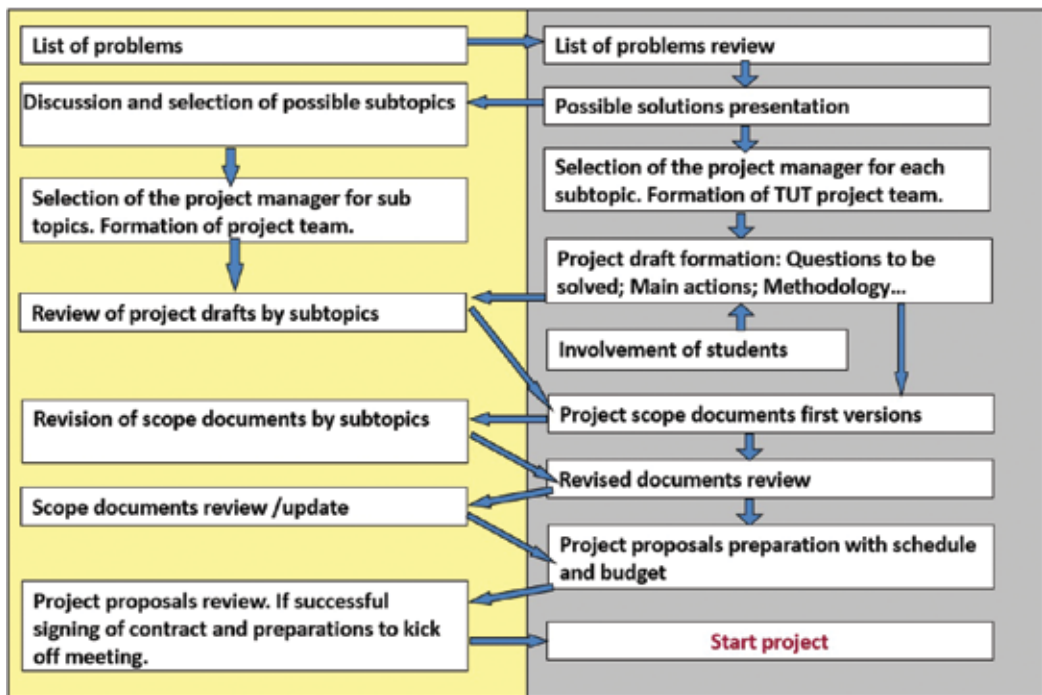 List of problems
List of problems review
Discussion and selection of possible subtopics
Possible solutions presentation
Selection of the project manager for sub
topics. Formation of project team.
Selection of the project manager for each
subtopic. Formation of TUT project team.
Project draft formation: Questions to be
solved; Main actions; Methodology...
Review of project drafts by subtopics
Involvement of students
Revision of scope documents by subtopics
Project scope documents first versions
Revised documents review
Scope documents review /update
Project proposals preparation with schedule
and budget
Project proposals review. If successful
signing of contract and preparations to kick
off meeting.
Start project